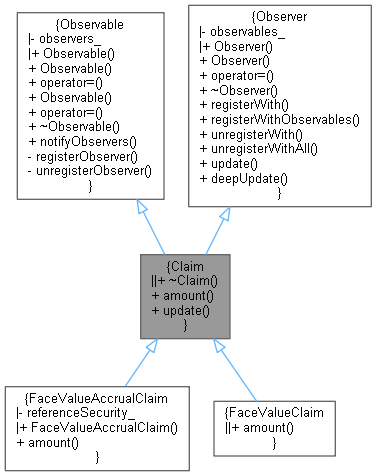 {Observable
|- observers_
|+ Observable()
+ Observable()
+ operator=()
+ Observable()
+ operator=()
+ ~Observable()
+ notifyObservers()
- registerObserver()
- unregisterObserver()
}
{Observer
|- observables_
|+ Observer()
+ Observer()
+ operator=()
+ ~Observer()
+ registerWith()
+ registerWithObservables()
+ unregisterWith()
+ unregisterWithAll()
+ update()
+ deepUpdate()
}
{Claim
||+ ~Claim()
+ amount()
+ update()
}
{FaceValueAccrualClaim
|- referenceSecurity_
|+ FaceValueAccrualClaim()
+ amount()
}
{FaceValueClaim
||+ amount()
}